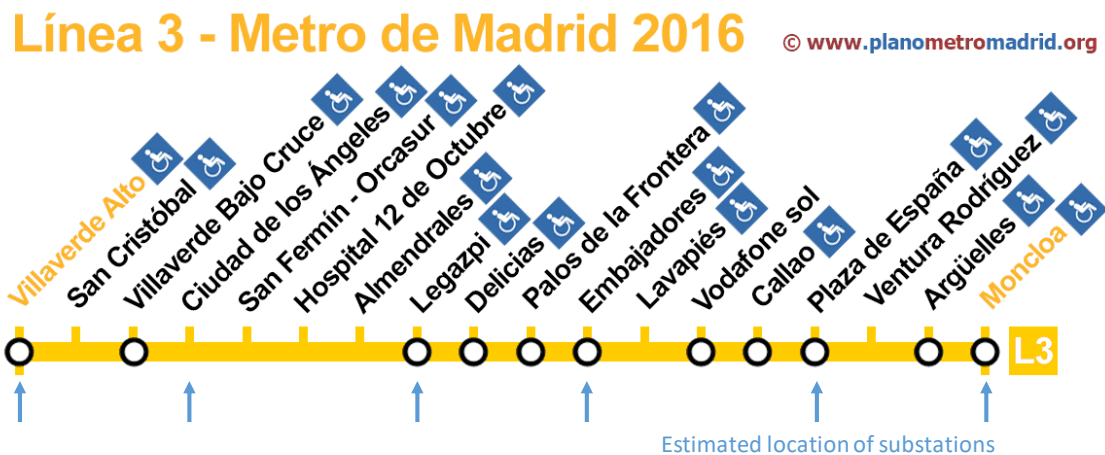 Línea 3 - Metro de Madrid 2016
© www.planometromadrid.org
Villaverde Alto
San Cristóbal
Villaverde Bajo Cruce
Ciudad de los Ángeles
San Fermín - Orcasur
Hospital 12 de Octubre
Almendrales
Legazpi
Delicias
Palos de la Frontera
Embajadores
Lavapiés
Vodafone sol
Callao
Plaza de España
Ventura Rodríguez
Argüelles
Moncloa
L3
Estimated location of substations